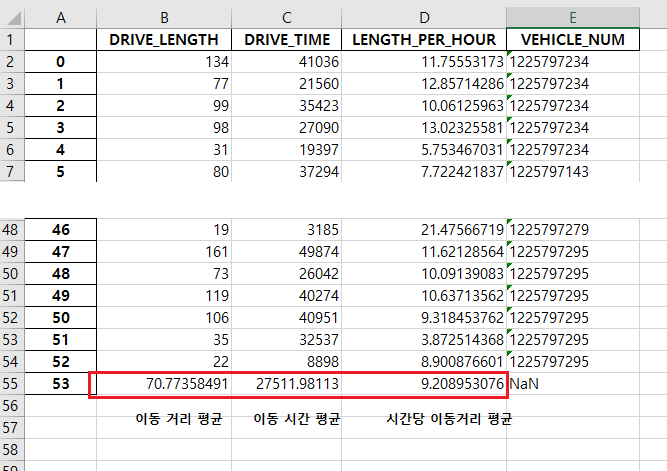 A B C D E
1 DRIVE_LENGTH DRIVE_TIME LENGTH_PER_HOUR VEHICLE_NUM
2 0 134 41036 11.75553173 1225797234
3 1 77 21560 12.85714286 1225797234
4 2 99 35423 10.06125963 1225797234
5 3 98 27090 13.02325581 1225797234
6 4 31 19397 5.753467031 1225797234
7 5 80 37294 7.722421837 1225797143
48 46 19 3185 21.47566719 1225797279
49 47 161 49874 11.62128564 1225797295
50 48 73 26042 10.09139083 1225797295
51 49 119 40274 10.63713562 1225797295
52 50 106 40951 9.318453762 1225797295
53 51 35 32537 3.872514368 1225797295
54 52 22 8898 8.900876601 1225797295
55 53 70.77358491 27511.98113 9.208953076 NaN
56
이동 거리 평균 이동 시간 평균 시간당 이동거리 평균
57
58